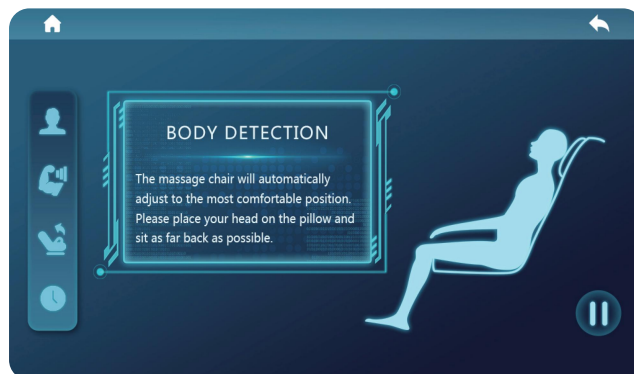 BODY DETECTION
The massage chair will automatically
adjust to the most comfortable position.
Please place your head on the pillow and
sit as far back as possible.